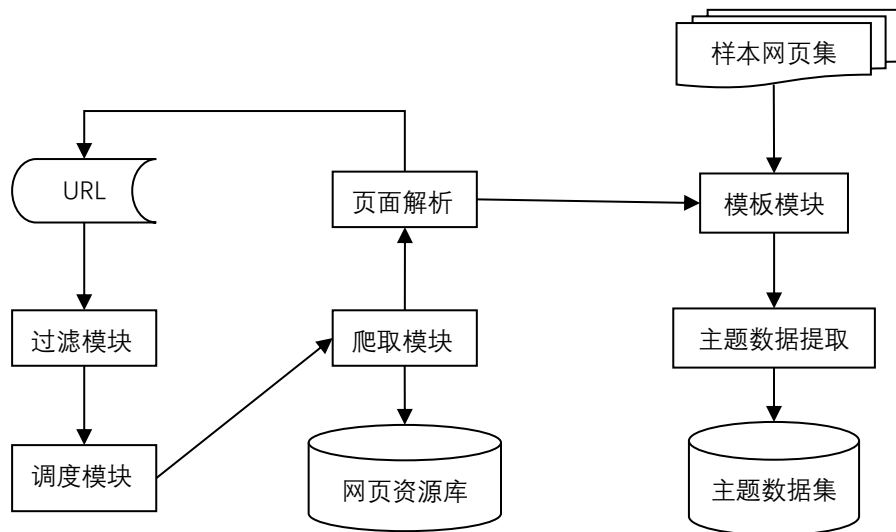 样本网页集
URL
页面解析
模板模块
过滤模块
爬取模块
主题数据提取
调度模块
网页资源库
主题数据集